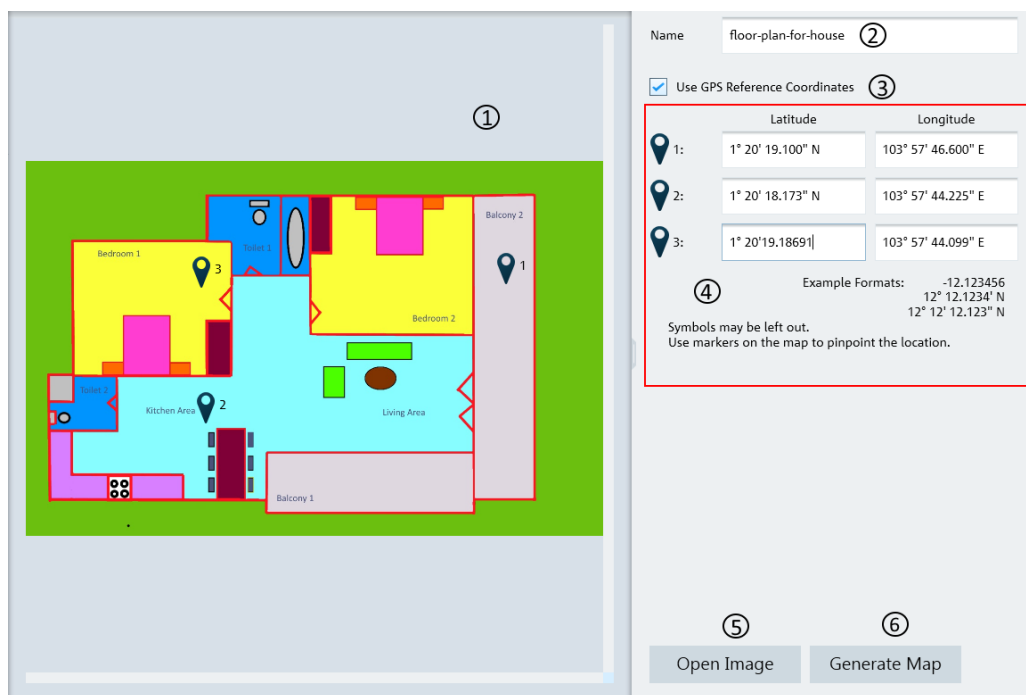 ①
Balcony 2
Toilet 1
Bedroom 1
3
1
Bedroom 2
Toilet 2
Kitchen Area
2
Living Area
Balcony 1
Name
floor-plan-for-house
②
Use GPS Reference Coordinates
③
Latitude
Longitude
1:
1° 20' 19.100" N
103° 57' 46.600" E
2:
1° 20' 18.173" N
103° 57' 44.225" E
3:
1° 20'19.18691
103° 57' 44.099" E
④
Example Formats:
-12.123456
12° 12.1234' N
12° 12' 12.123" N
Symbols may be left out.
Use markers on the map to pinpoint the location.
⑤
⑥
Open Image
Generate Map